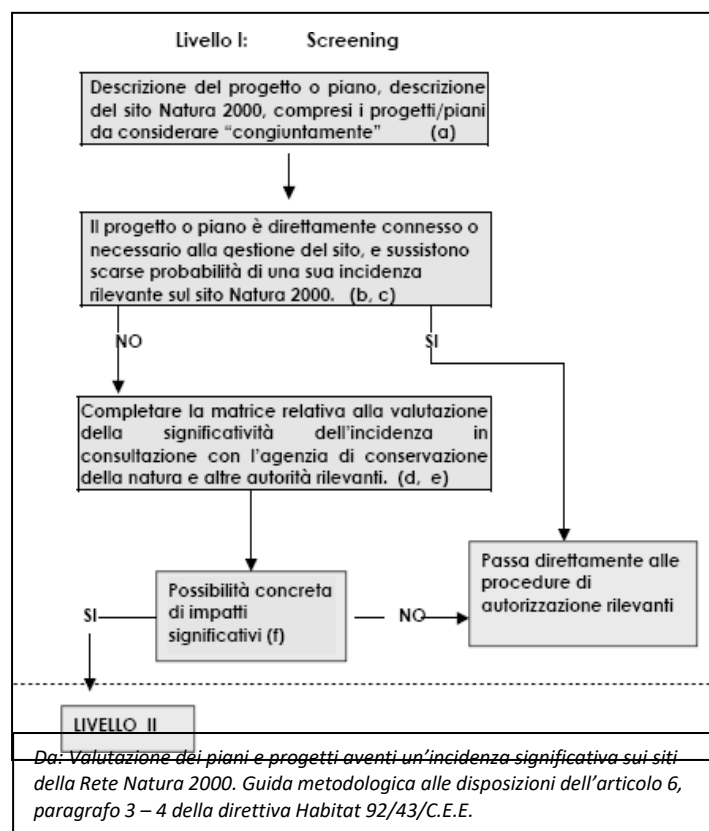 Livello I: Screening
Descrizione del progetto o piano, descrizione
del sito Natura 2000, compresi i progetti/piani
da considerare “congiuntamente” (a)
Il progetto o piano è direttamente connesso o
necessario alla gestione del sito, e sussistono
scarse probabilità di una sua incidenza
rilevante sul sito Natura 2000. (b, c)
NO
SI
Completare la matrice relativa alla valutazione
della significatività dell’incidenza in
consultazione con l’agenzia di conservazione
della natura e altre autorità rilevanti. (d, e)
Possibilità concreta
di impatti
significativi (f)
SI
NO
Passa direttamente alle
procedure di
autorizzazione rilevanti
LIVELLO II
Da: Valutazione dei piani e progetti aventi un’incidenza significativa sui siti
della Rete Natura 2000. Guida metodologica alle disposizioni dell’articolo 6,
paragrafo 3 – 4 della direttiva Habitat 92/43/C.E.E.